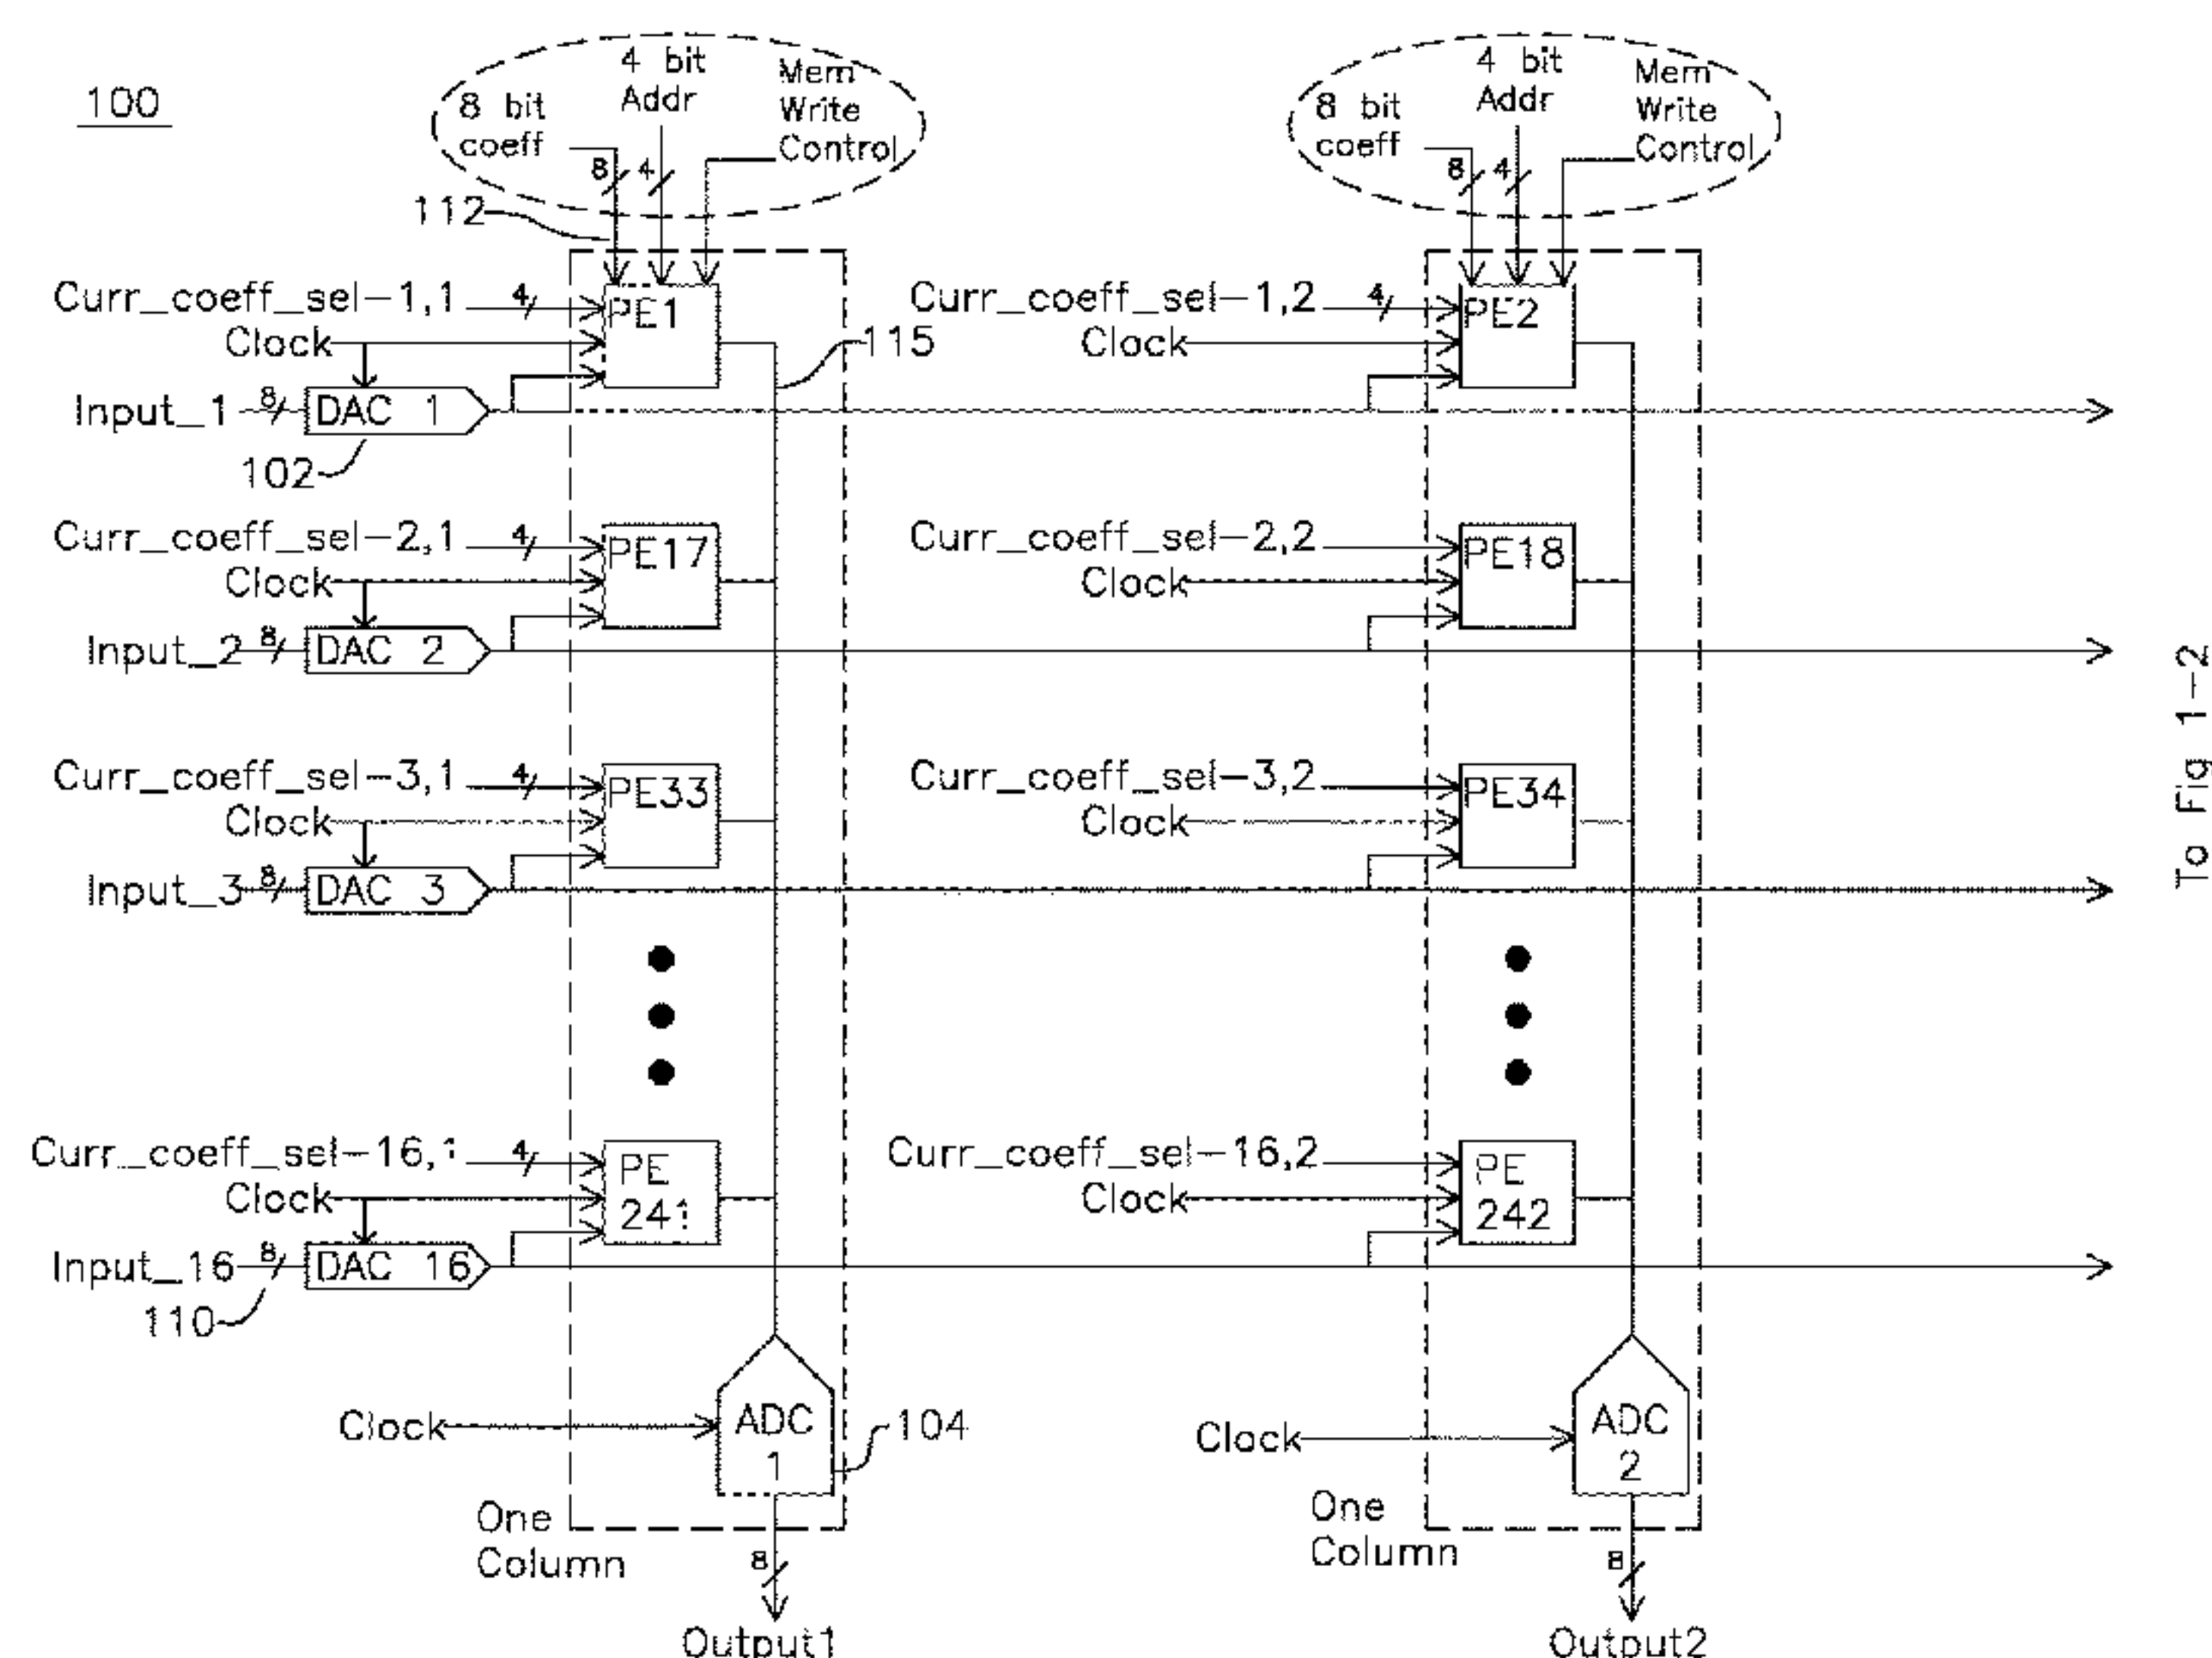 100
8 bit
coeff
4 bit
Addr
Mem
Write
Control
8
4
112
8 bit
coeff
4 bit
Addr
Mem
Write
Control
8
4
Curr_coeff_sel-1,1
4
PE1
Clock
115
Input_1
8
DAC 1
102
Curr_coeff_sel-1,2
4
PE2
Clock
Curr_coeff_sel-2,1
4
PE17
Clock
Input_2
8
DAC 2
Curr_coeff_sel-2,2
PE18
Clock
To Fig 1-2
Curr_coeff_sel-3,1
4
PE33
Clock
Input_3
8
DAC 3
Curr_coeff_sel-3,2
PE34
Clock
Curr_coeff_sel-16,1
4
PE
241
Clock
Input_16
8
DAC 16
110
Curr_coeff_sel-16,2
PE
242
Clock
Clock
ADC
1
104
One
Column
8
Output1
Clock
ADC
2
One
Column
8
Output2